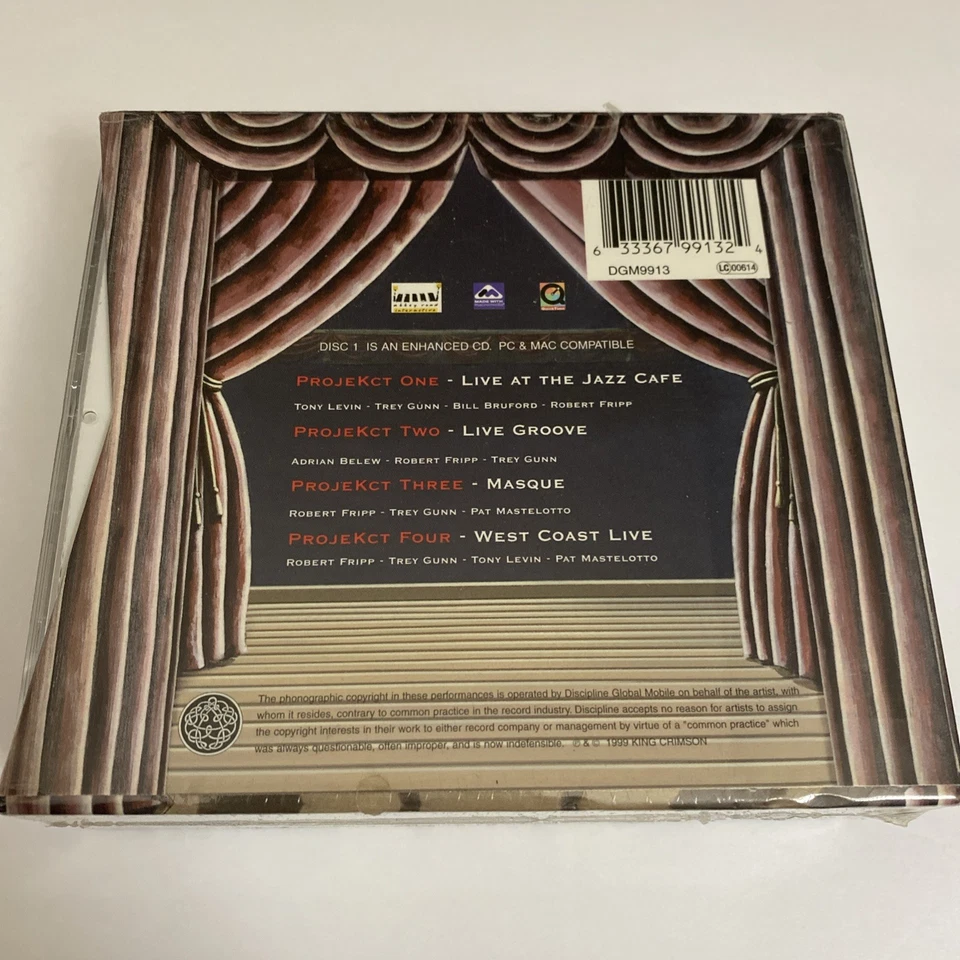 6 33367 99132 4
DGM9913
LC 00614
abbey road
interactive
MADE WITH
DISC 1 IS AN ENHANCED CD. PC & MAC COMPATIBLE
PROJEKCT ONE - LIVE AT THE JAZZ CAFE
TONY LEVIN - TREY GUNN - BILL BRUFORD - ROBERT FRIPP
PROJEKCT TWO - LIVE GROOVE
ADRIAN BELEW - ROBERT FRIPP - TREY GUNN
PROJEKCT THREE - MASQUE
ROBERT FRIPP - TREY GUNN - PAT MASTELOTTO
PROJEKCT FOUR - WEST COAST LIVE
ROBERT FRIPP - TREY GUNN - TONY LEVIN - PAT MASTELOTTO
The phonographic copyright in these performances is operated by Discipline Global Mobile on behalf of the artist, with
whom it resides, contrary to common practice in the record industry. Discipline accepts no reason for artists to assign
the copyright interests in their work to either record company or management by virtue of a "common practice" which
was always questionable, often improper, and is now indefensible. ℗ & © 1999 KING CRIMSON